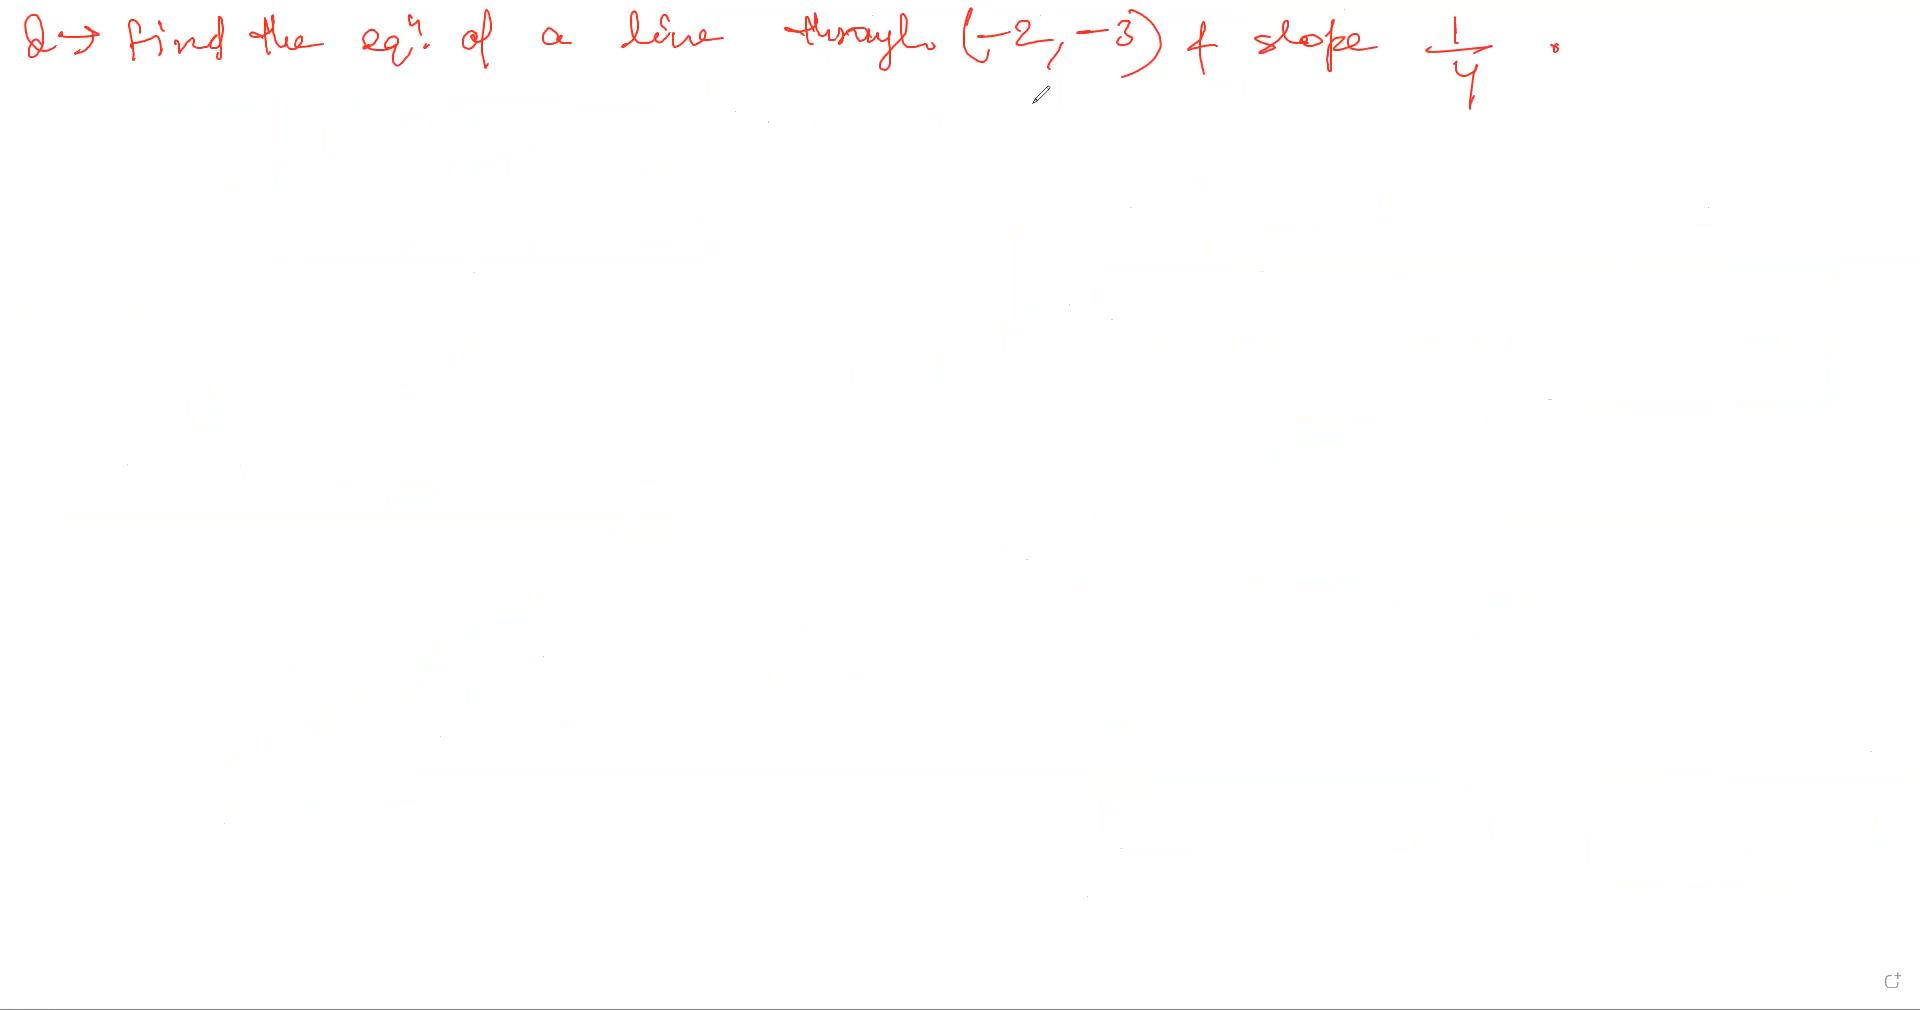 Q→ Find the eqⁿ. of a line through (-2, -3) & slope 1/4 .